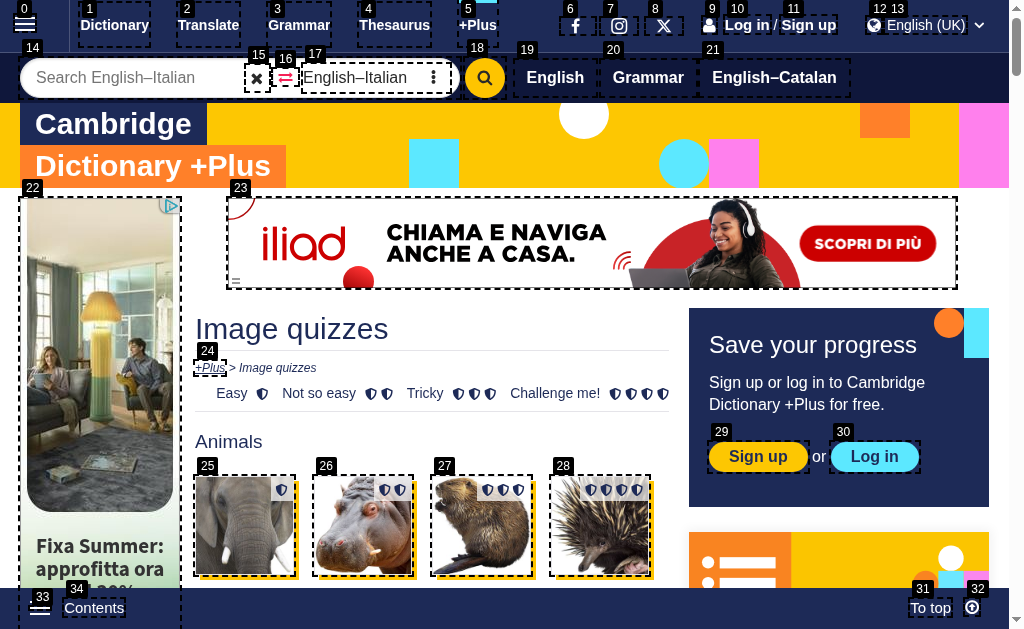 0 1 2 3 4 5 6 7 8 9 10 11 12 13
Dictionary Translate Grammar Thesaurus +Plus Log in / Sign up English (UK)
14 15 16 17 18 19 20 21
Search English–Italian English–Italian English Grammar English–Catalan
Cambridge
Dictionary +Plus
22 23
iliad CHIAMA E NAVIGA
ANCHE A CASA.
SCOPRI DI PIÙ
Image quizzes
24
+Plus > Image quizzes
Easy Not so easy Tricky Challenge me!
Animals
25 26 27 28
Save your progress
Sign up or log in to Cambridge
Dictionary +Plus for free.
29 30
Sign up or Log in
Fixa Summer:
approfitta ora
33 34 31 32
Contents To top